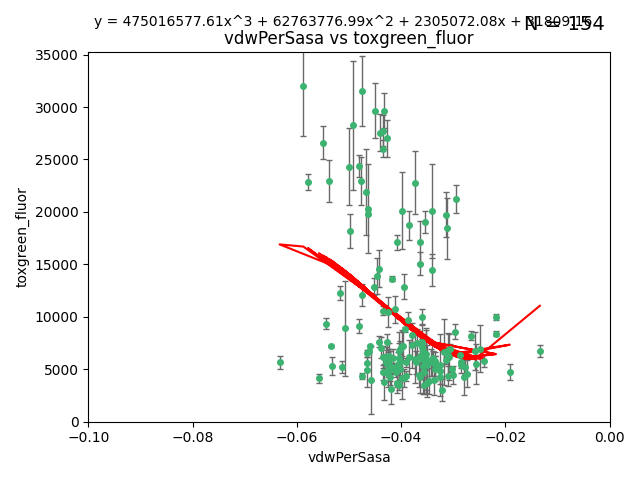 y = 475016577.61x^3 + 62763776.99x^2 + 2305072.08x +
N = 154
vdwPerSasa vs toxgreen_fluor
35000
30000
25000
20000
15000
10000
5000
0
toxgreen_fluor
−0.10
−0.08
−0.06
−0.04
−0.02
0.00
vdwPerSasa